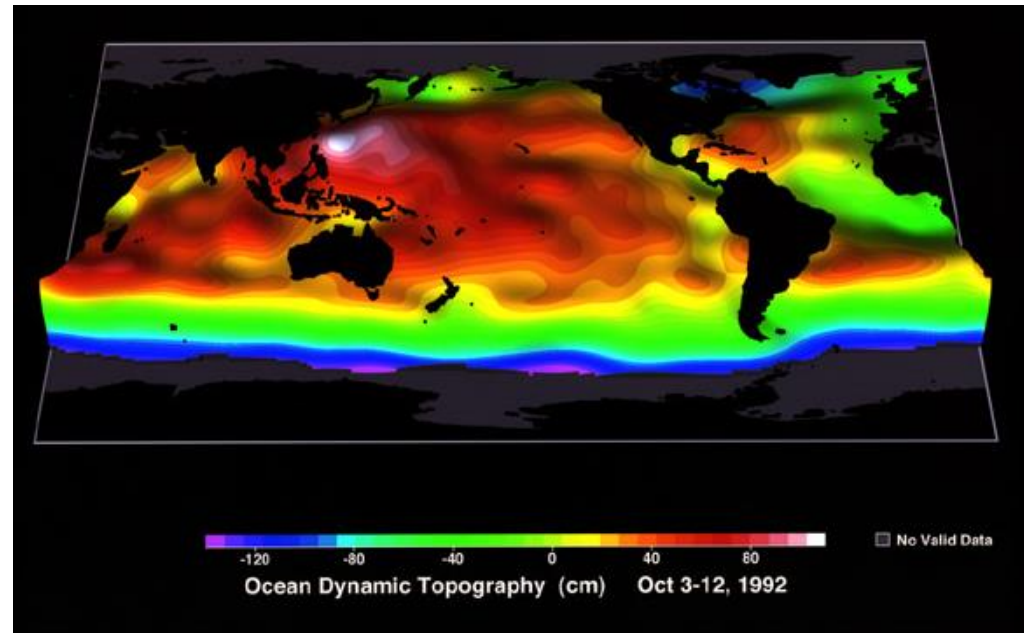 -120 -80 -40 0 40 80
No Valid Data
Ocean Dynamic Topography (cm) Oct 3-12, 1992